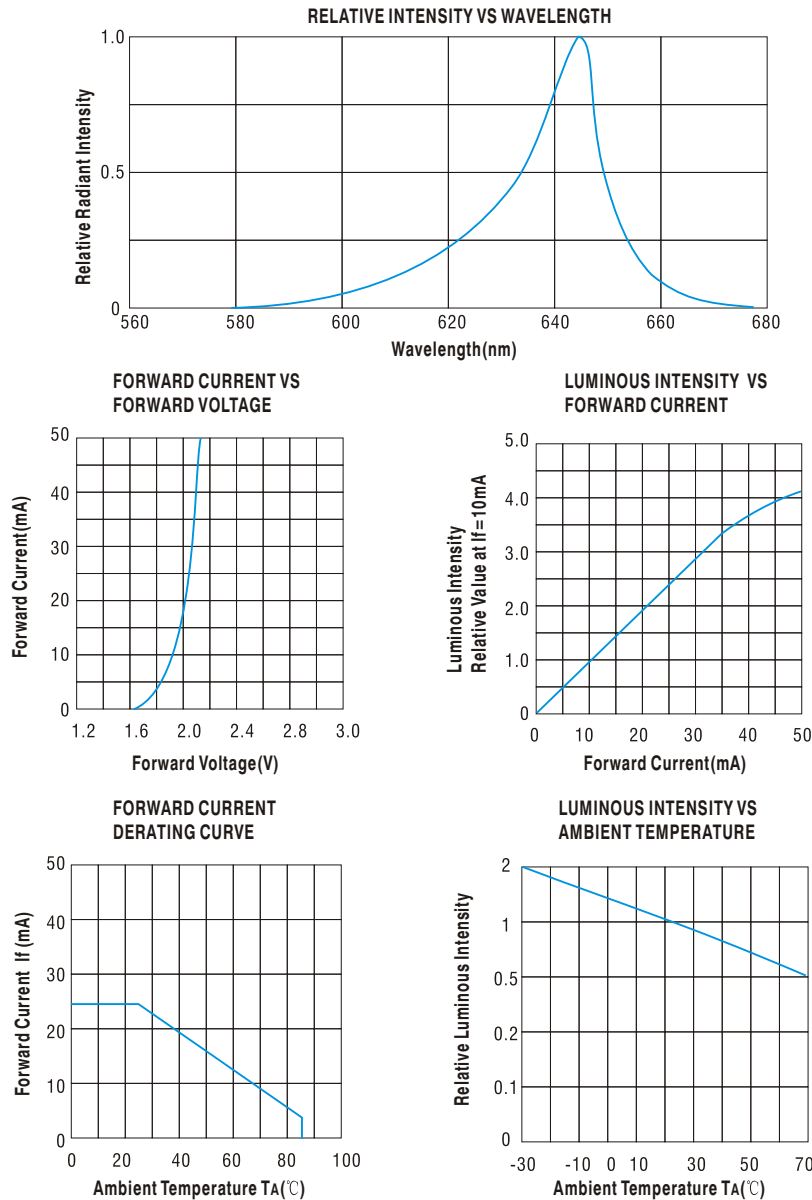 RELATIVE INTENSITY VS WAVELENGTH
Relative Radiant Intensity
1.0
0.5
0
560 580 600 620 640 660 680
Wavelength(nm)
FORWARD CURRENT VS
FORWARD VOLTAGE
Forward Current(mA)
50
40
30
20
10
0
1.2 1.6 2.0 2.4 2.8 3.0
Forward Voltage(V)
LUMINOUS INTENSITY VS
FORWARD CURRENT
Luminous Intensity
Relative Value at If=10mA
5.0
4.0
3.0
2.0
1.0
0
0 10 20 30 40 50
Forward Current(mA)
FORWARD CURRENT
DERATING CURVE
Forward Current If (mA)
50
40
30
20
10
0
0 20 40 60 80 100
Ambient Temperature TA(℃)
LUMINOUS INTENSITY VS
AMBIENT TEMPERATURE
Relative Luminous Intensity
2
1
0.5
0.2
0.1
2
-30 -10 0 10 30 50 70
Ambient Temperature TA(℃)